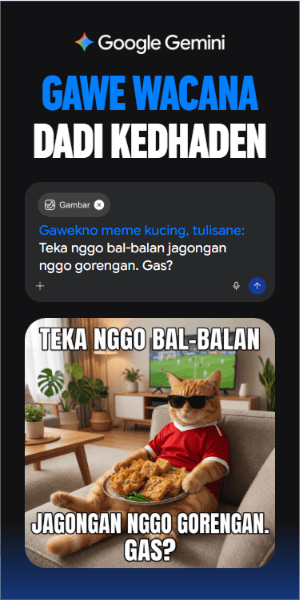 Google Gemini
GAWE WACANA
DADI KEDHADEN
Gambar
Gawekno meme kucing, tulisane:
Teka nggo bal-balan jagongan
nggo gorengan. Gas?
TEKA NGGO BAL-BALAN
JAGONGAN NGGO GORENGAN.
GAS?